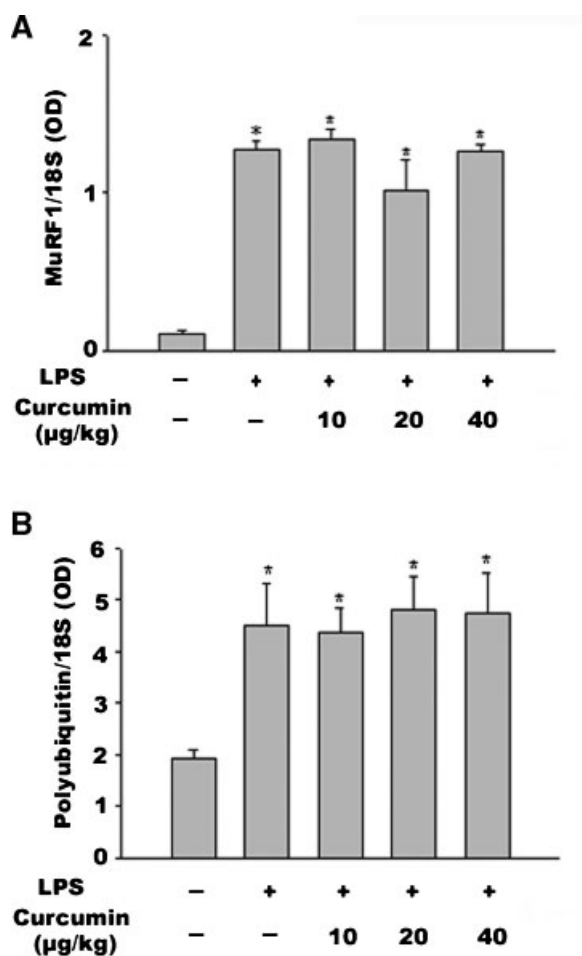 A
MuRF1/18S (OD)
2
*
*
*
*
1
0
LPS – + + + +
Curcumin (µg/kg) – – 10 20 40
B
Polyubiquitin/18S (OD)
6
*
*
*
*
5
4
3
2
1
0
LPS – + + + +
Curcumin (µg/kg) – – 10 20 40